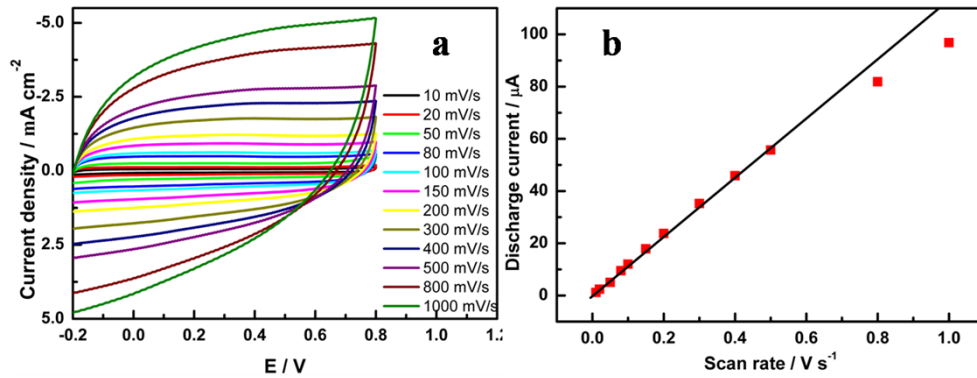 a
Current density / mA cm⁻²
-5.0
-2.5
0.0
2.5
5.0
-0.2 0.0 0.2 0.4 0.6 0.8 1.0 1.2
E / V
10 mV/s
20 mV/s
50 mV/s
80 mV/s
100 mV/s
150 mV/s
200 mV/s
300 mV/s
400 mV/s
500 mV/s
800 mV/s
1000 mV/s
b
Discharge current / μA
100
80
60
40
20
0
0.0 0.2 0.4 0.6 0.8 1.0
Scan rate / V s⁻¹